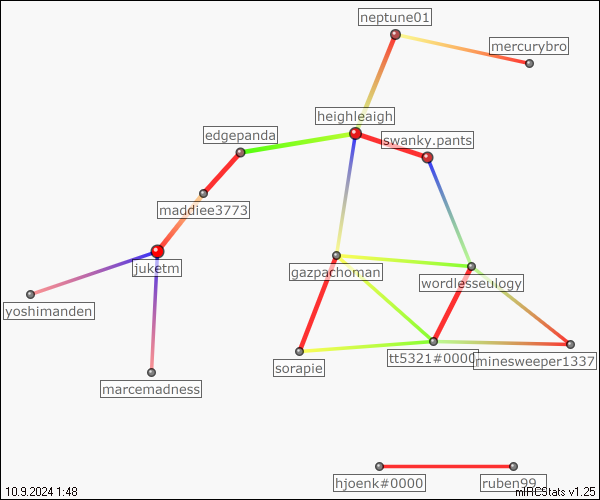 neptune01
mercurybro
heighleaigh
edgepanda
swanky.pants
maddiee3773
juketm
gazpachoman
wordlesseulogy
yoshimanden
tt5321#0000
minesweeper1337
sorapie
marcemadness
hjoenk#0000
ruben99_
10.9.2024 1:48
mIRCStats v1.25